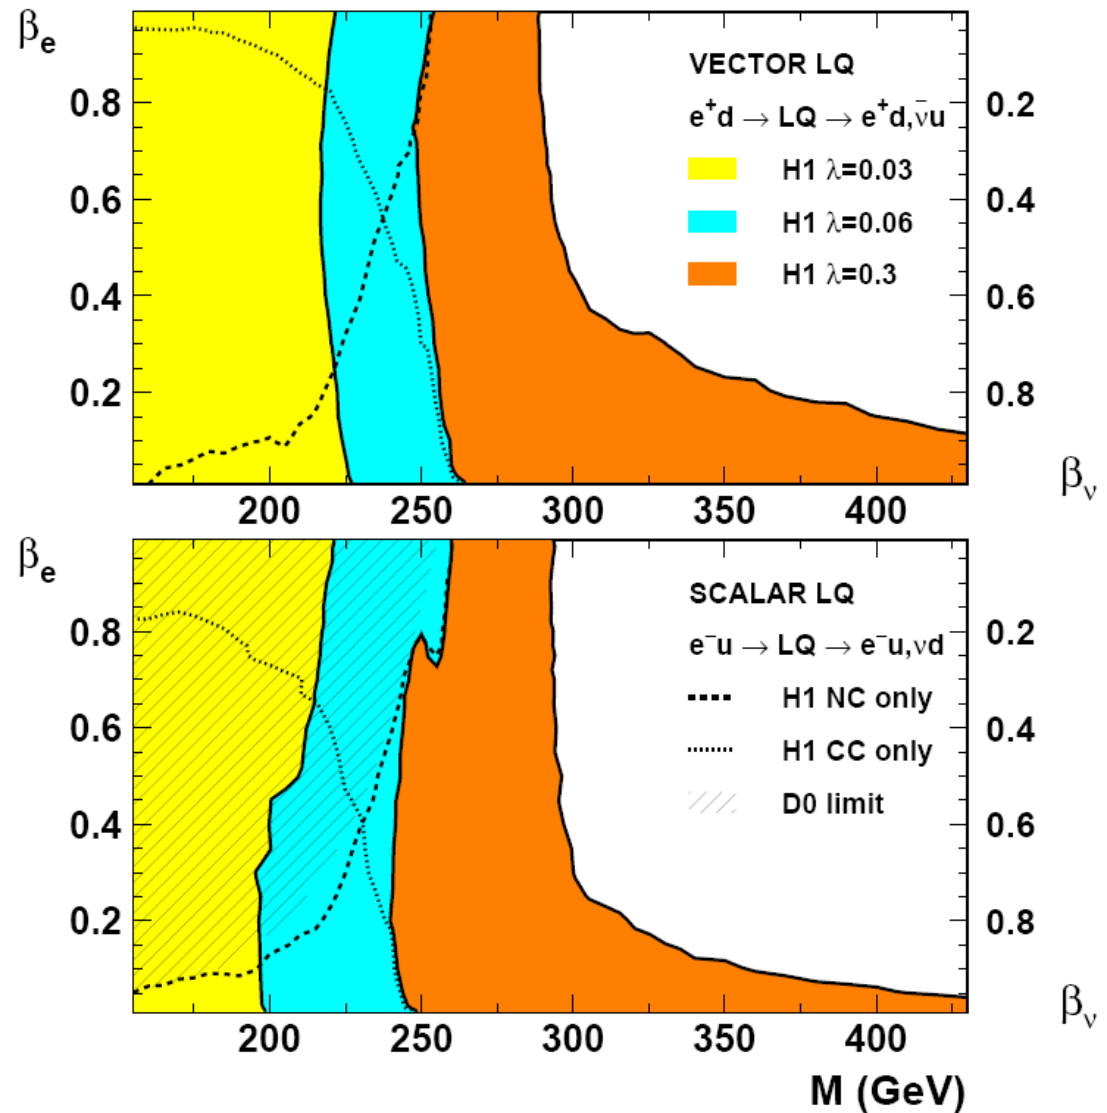 βe
0.8
0.6
0.4
0.2
VECTOR LQ
e⁺d → LQ → e⁺d,ν̄u
H1 λ=0.03
H1 λ=0.06
H1 λ=0.3
0.2
0.4
0.6
0.8
βν
200 250 300 350 400
βe
0.8
0.6
0.4
0.2
SCALAR LQ
e⁻u → LQ → e⁻u,νd
H1 NC only
H1 CC only
D0 limit
0.2
0.4
0.6
0.8
βν
200 250 300 350 400
M (GeV)